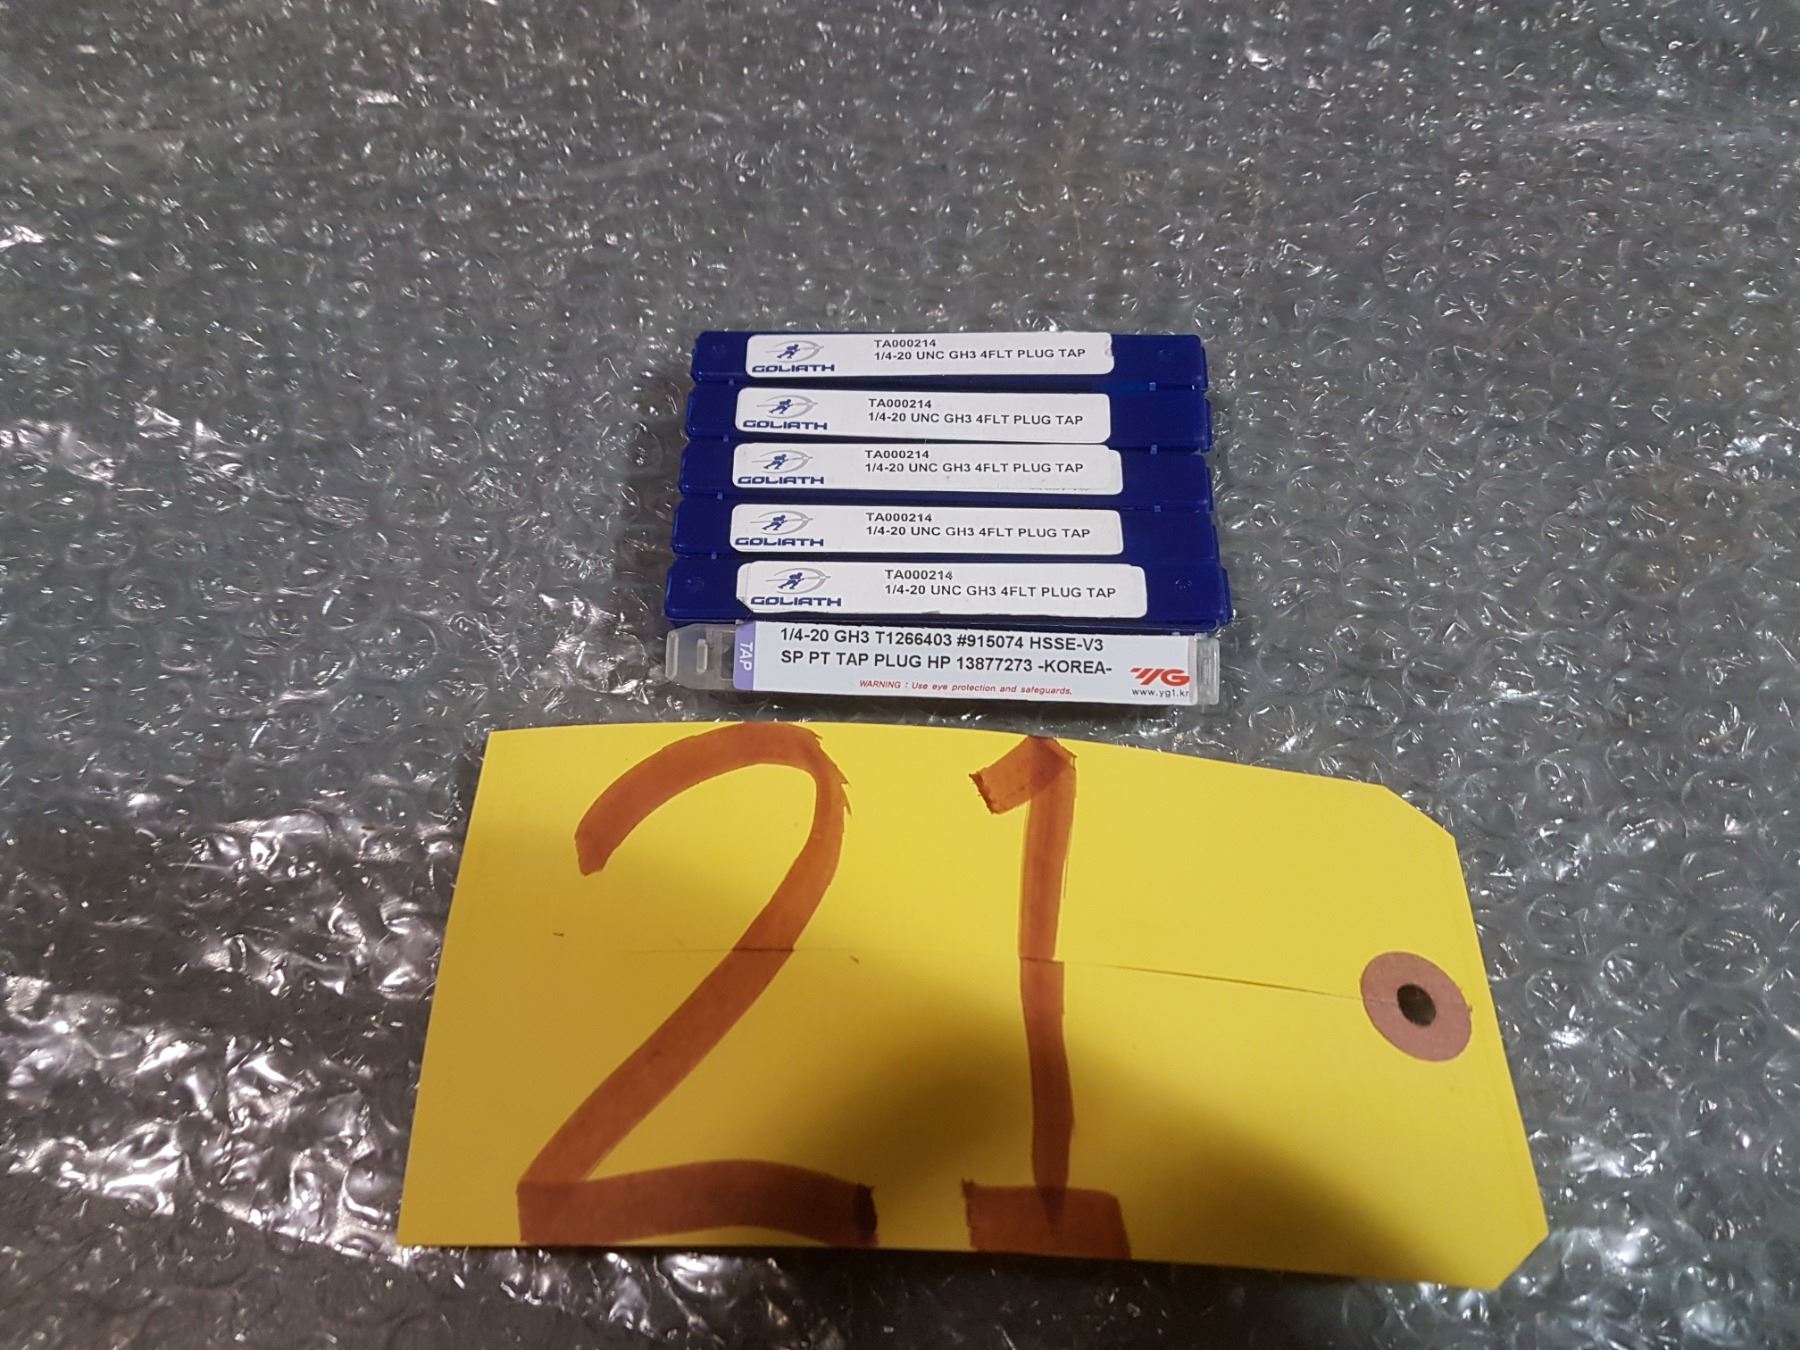 TA000214
1/4-20 UNC GH3 4FLT PLUG TAP
GOLIATH
TA000214
1/4-20 UNC GH3 4FLT PLUG TAP
GOLIATH
TA000214
1/4-20 UNC GH3 4FLT PLUG TAP
GOLIATH
TA000214
1/4-20 UNC GH3 4FLT PLUG TAP
GOLIATH
TA000214
1/4-20 UNC GH3 4FLT PLUG TAP
GOLIATH
TAP
1/4-20 GH3 T1266403 #915074 HSSE-V3
SP PT TAP PLUG HP 13877273 -KOREA-
WARNING : Use eye protection and safeguards.
YG
www.yg1.kr
21